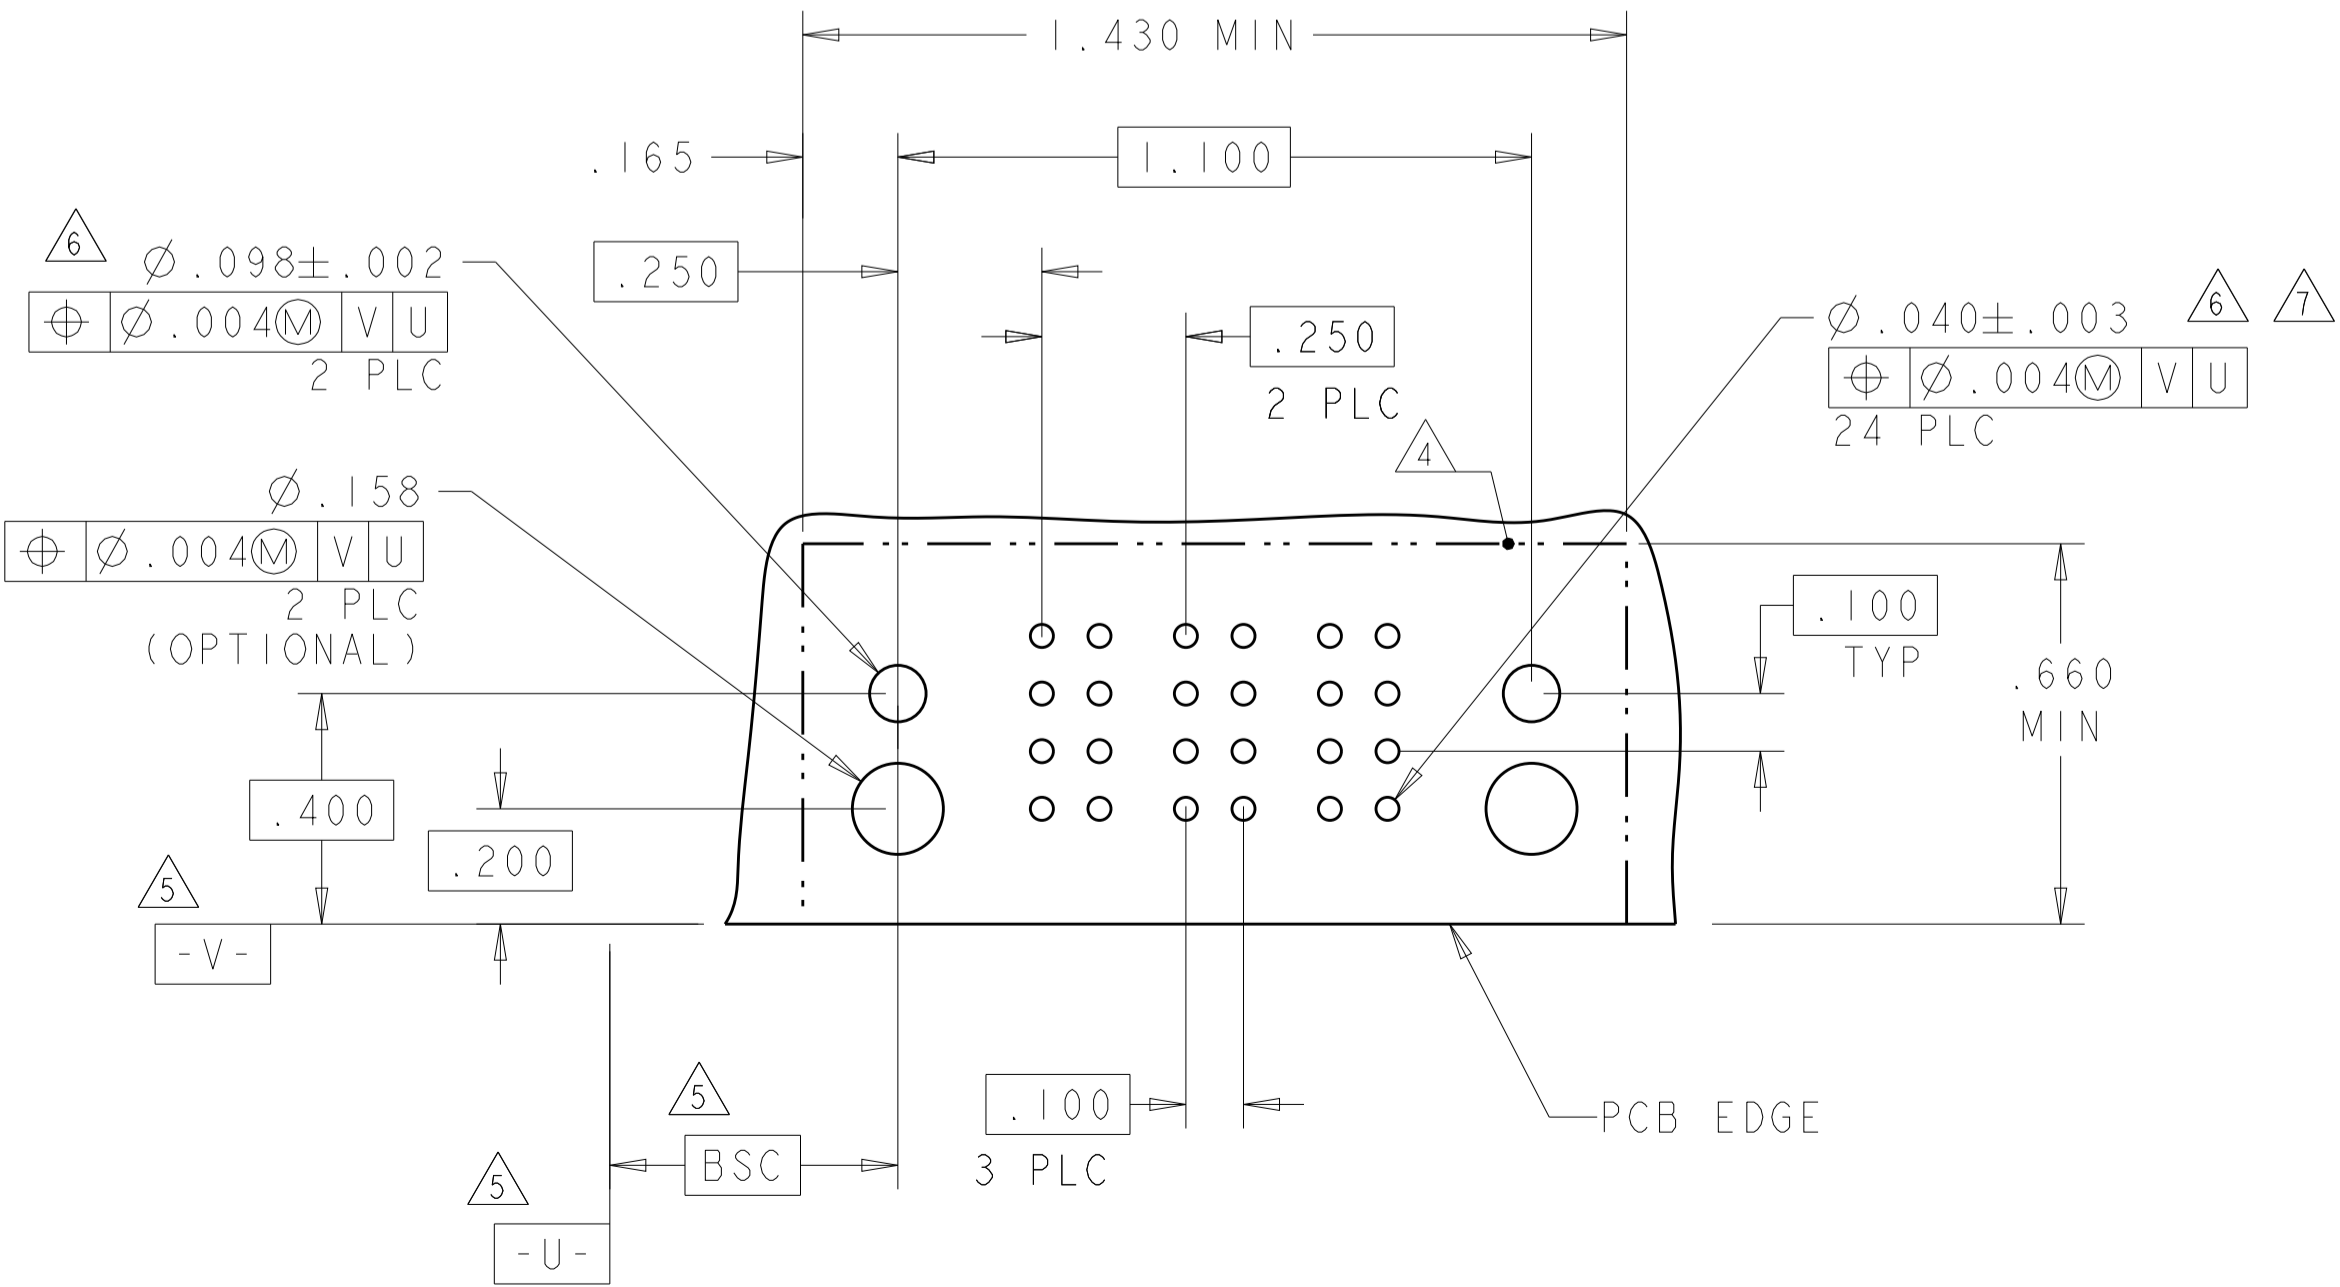 1.430 MIN
.165
1.100
6
Ø.098±.002
⌖ Ø.004Ⓜ V U
2 PLC
.250
.250
2 PLC
Ø.040±.003
6
7
⌖ Ø.004Ⓜ V U
24 PLC
4
Ø.158
⌖ Ø.004Ⓜ V U
2 PLC
(OPTIONAL)
.100
TYP
.660
MIN
.400
.200
5
-V-
5
BSC
5
-U-
.100
3 PLC
PCB EDGE